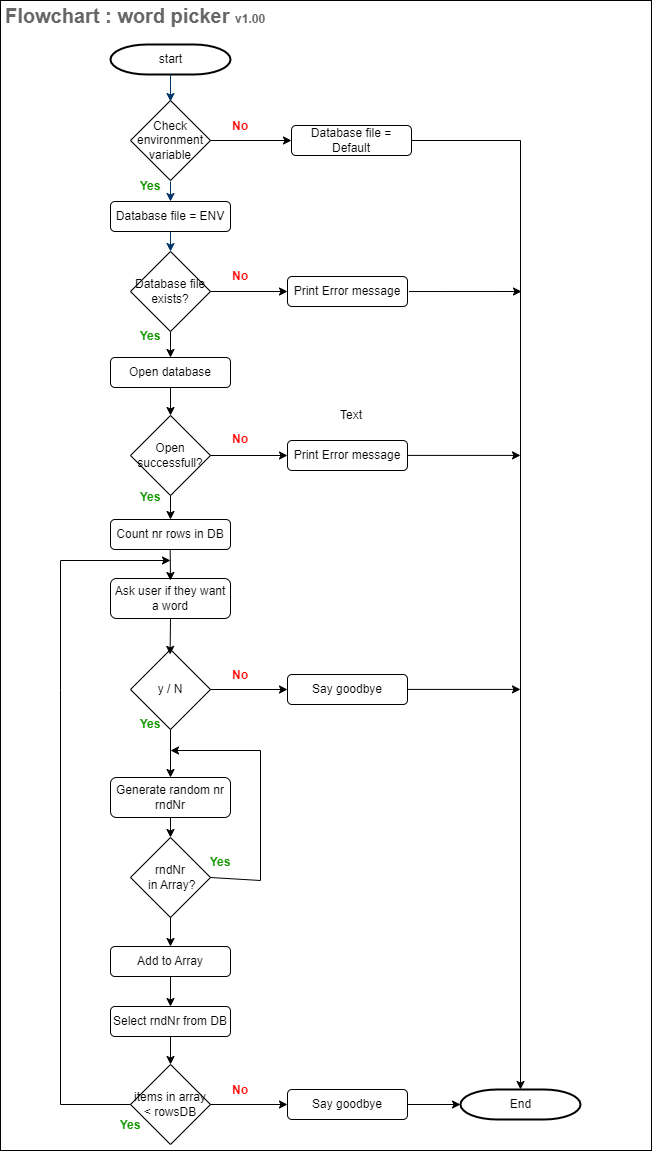 Flowchart : word picker v1.00
start
Check
environment
variable
No
Database file =
Default
Yes
Database file = ENV
Database file
exists?
No
Print Error message
Yes
Open database
Text
Open
successfull?
No
Print Error message
Yes
Count nr rows in DB
Ask user if they want
a word
y / N
No
Say goodbye
Yes
Generate random nr
rndNr
rndNr
in Array?
Yes
Add to Array
Select rndNr from DB
items in array
< rowsDB
No
Say goodbye
End
Yes